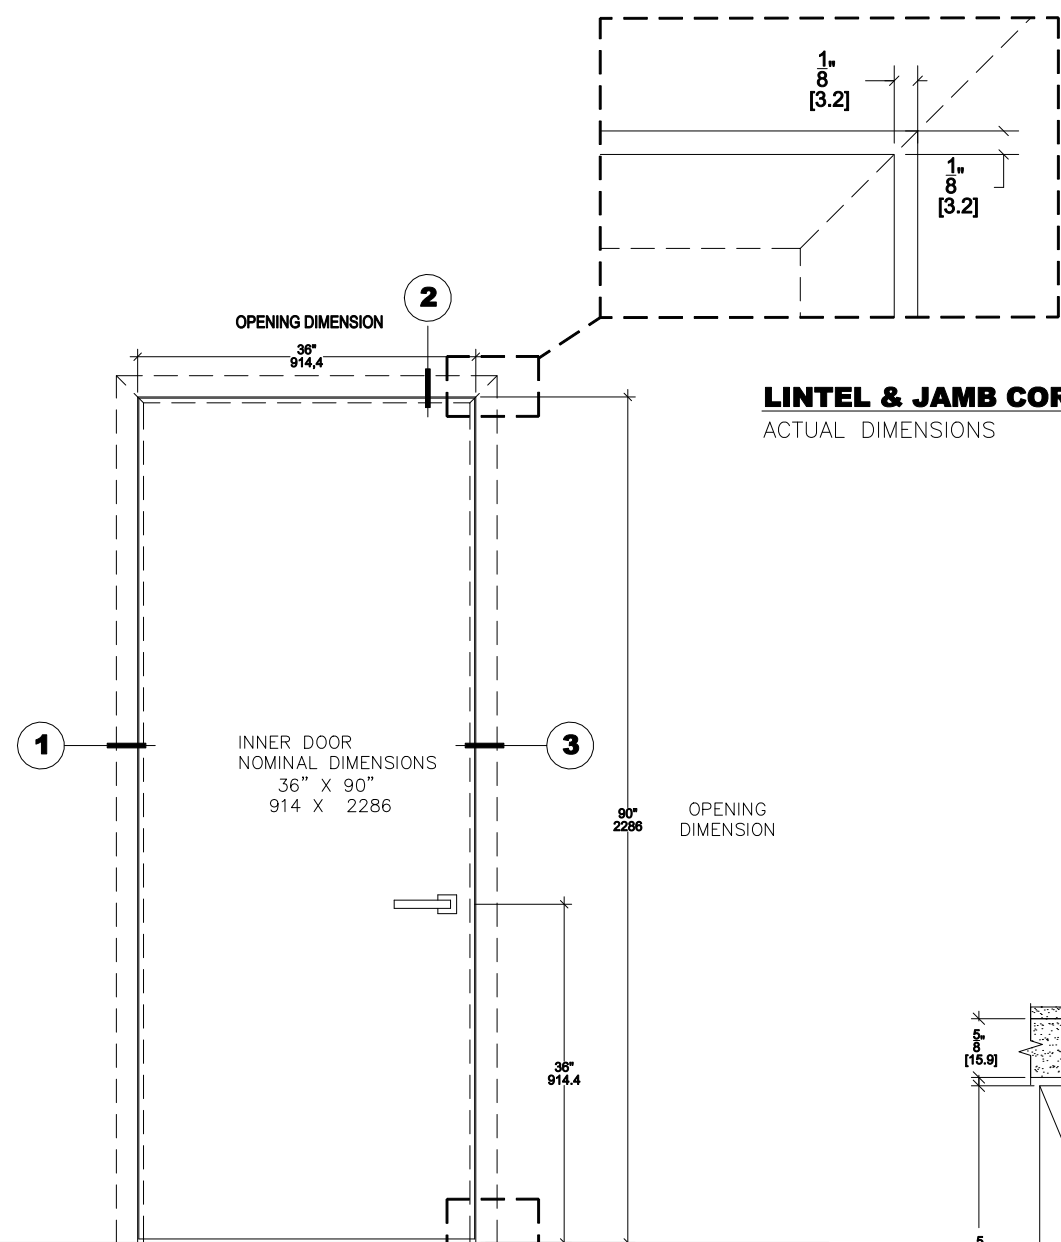 1"
8
[3.2]
1"
8
[3.2]
2
OPENING DIMENSION
36"
914,4
LINTEL & JAMB COR
ACTUAL DIMENSIONS
1
INNER DOOR
NOMINAL DIMENSIONS
36” X 90”
914 X 2286
3
90"
2286
OPENING
DIMENSION
36"
914.4
5"
8
[15.9]
5